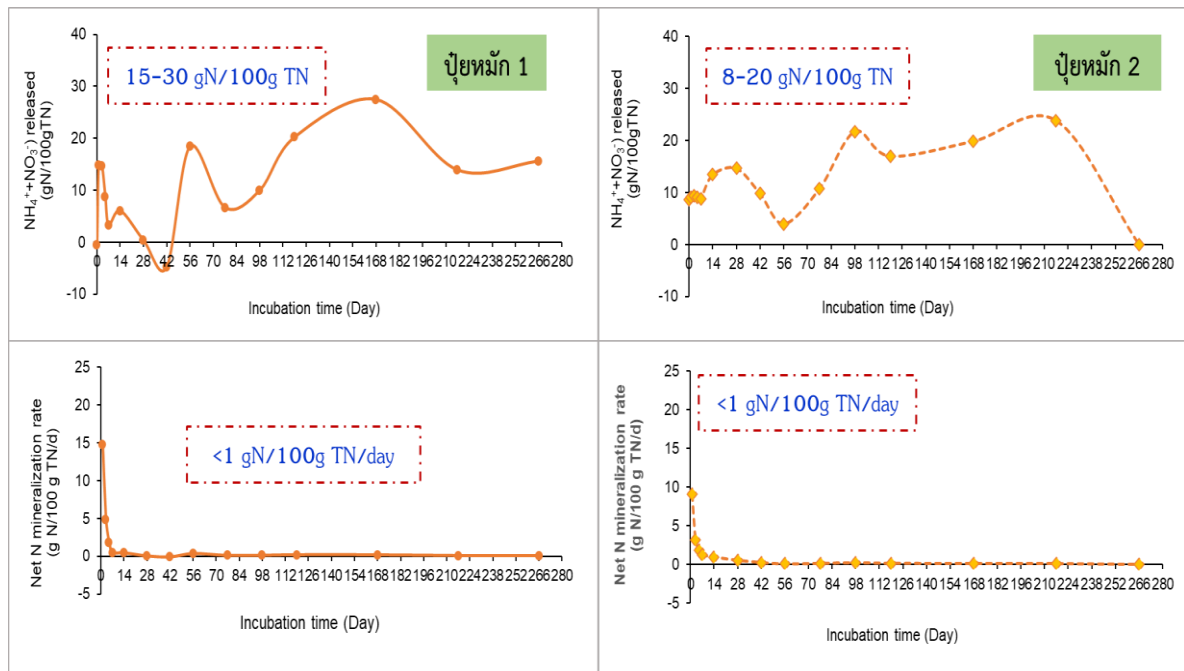 40
30
20
10
0
-10
NH₄⁺+NO₃⁻) released
(gN/100gTN)
15-30 gN/100g TN
ปุ๋ยหมัก 1
0 14 28 42 56 70 84 98 112 126 140 154 168 182 196 210 224 238 252 266 280
Incubation time (Day)
40
30
20
10
0
-10
NH₄⁺+NO₃⁻) released
(gN/100gTN)
8-20 gN/100g TN
ปุ๋ยหมัก 2
0 14 28 42 56 70 84 98 112 126 140 154 168 182 196 210 224 238 252 266 280
Incubation time (Day)
25
20
15
10
5
0
-5
Net N mineralization rate
(g N/100 g TN/d)
<1 gN/100g TN/day
0 14 28 42 56 70 84 98 112 126 140 154 168 182 196 210 224 238 252 266 280
Incubation time (Day)
25
20
15
10
5
0
-5
Net N mineralization rate
(g N/100 g TN/d)
<1 gN/100g TN/day
0 14 28 42 56 70 84 98 112 126 140 154 168 182 196 210 224 238 252 266 280
Incubation time (Day)